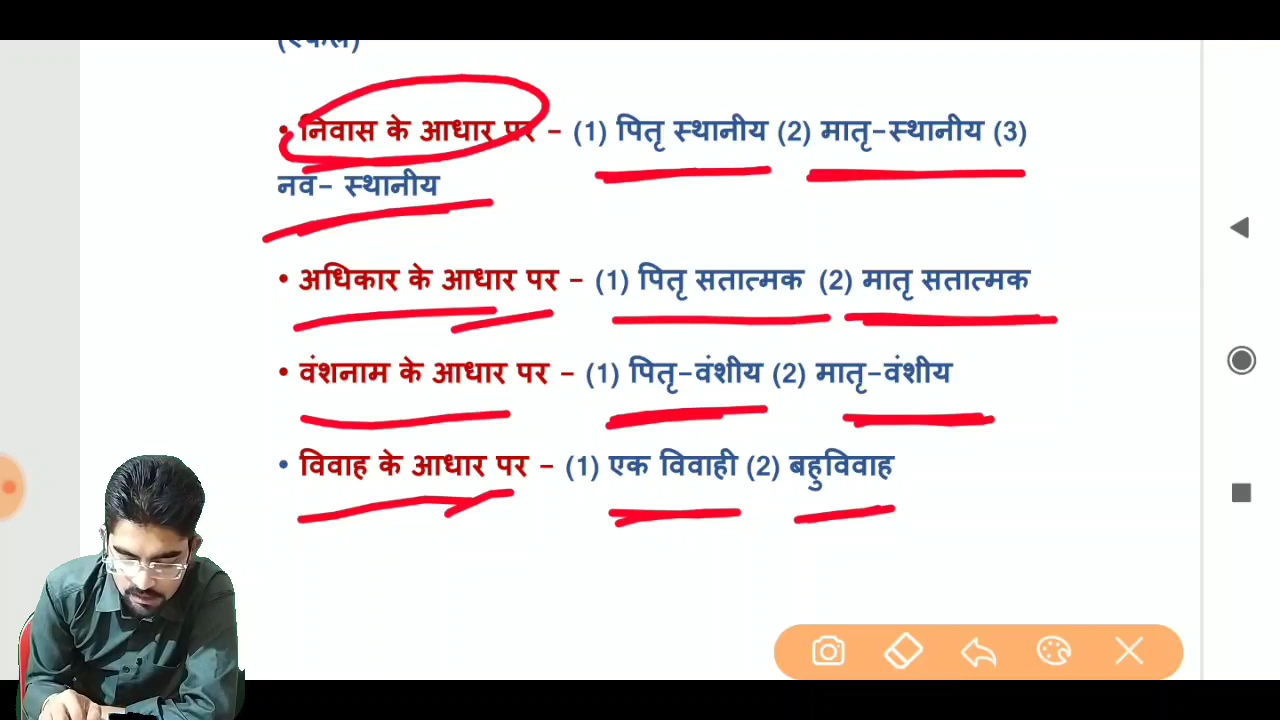 • निवास के आधार पर – (1) पितृ स्थानीय (2) मातृ-स्थानीय (3)
नव- स्थानीय
• अधिकार के आधार पर – (1) पितृ सतात्मक (2) मातृ सतात्मक
• वंशनाम के आधार पर – (1) पितृ-वंशीय (2) मातृ-वंशीय
• विवाह के आधार पर – (1) एक विवाही (2) बहुविवाह